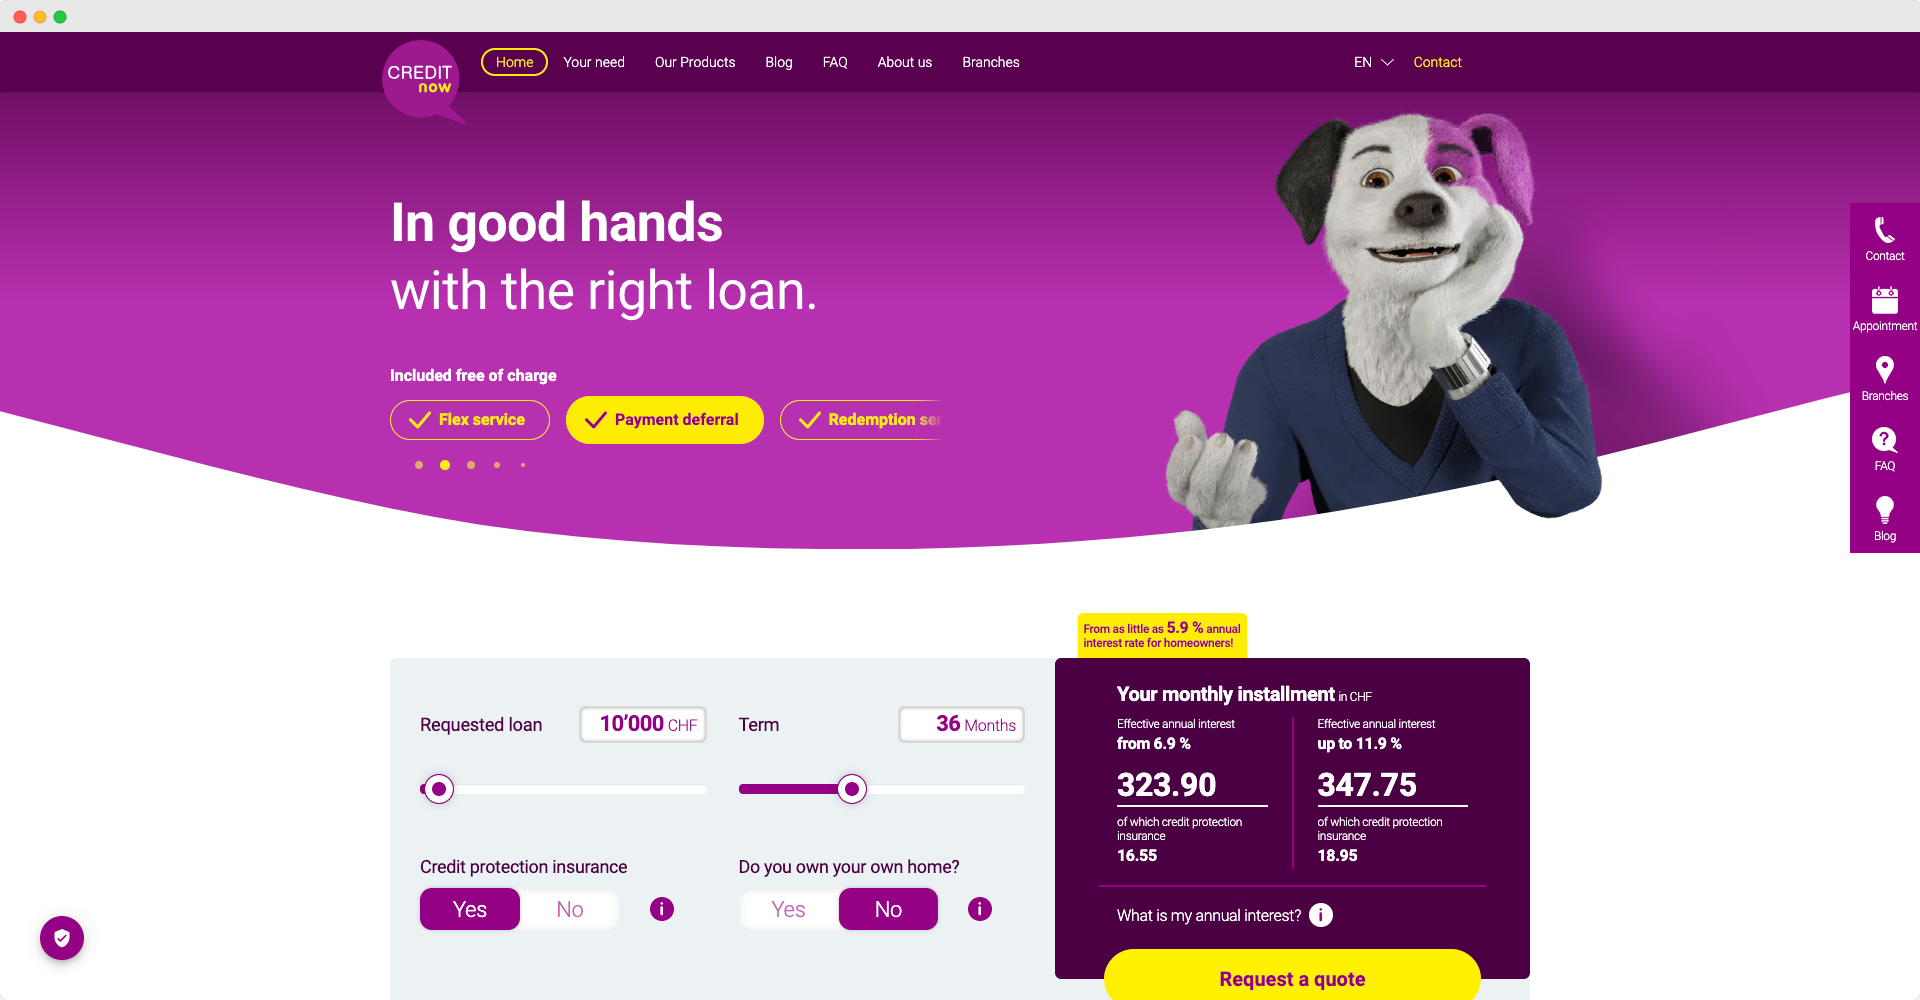 CREDIT
now
Home
Your need
Our Products
Blog
FAQ
About us
Branches
EN
Contact
In good hands
with the right loan.
Included free of charge
Flex service
Payment deferral
Redemption ser
Contact
Appointment
Branches
FAQ
Blog
From as little as 5.9 % annual
interest rate for homeowners!
Requested loan
10’000 CHF
Term
36 Months
Credit protection insurance
Yes
No
Do you own your own home?
Yes
No
Your monthly installment in CHF
Effective annual interest
from 6.9 %
323.90
of which credit protection
insurance
16.55
Effective annual interest
up to 11.9 %
347.75
of which credit protection
insurance
18.95
What is my annual interest?
Request a quote